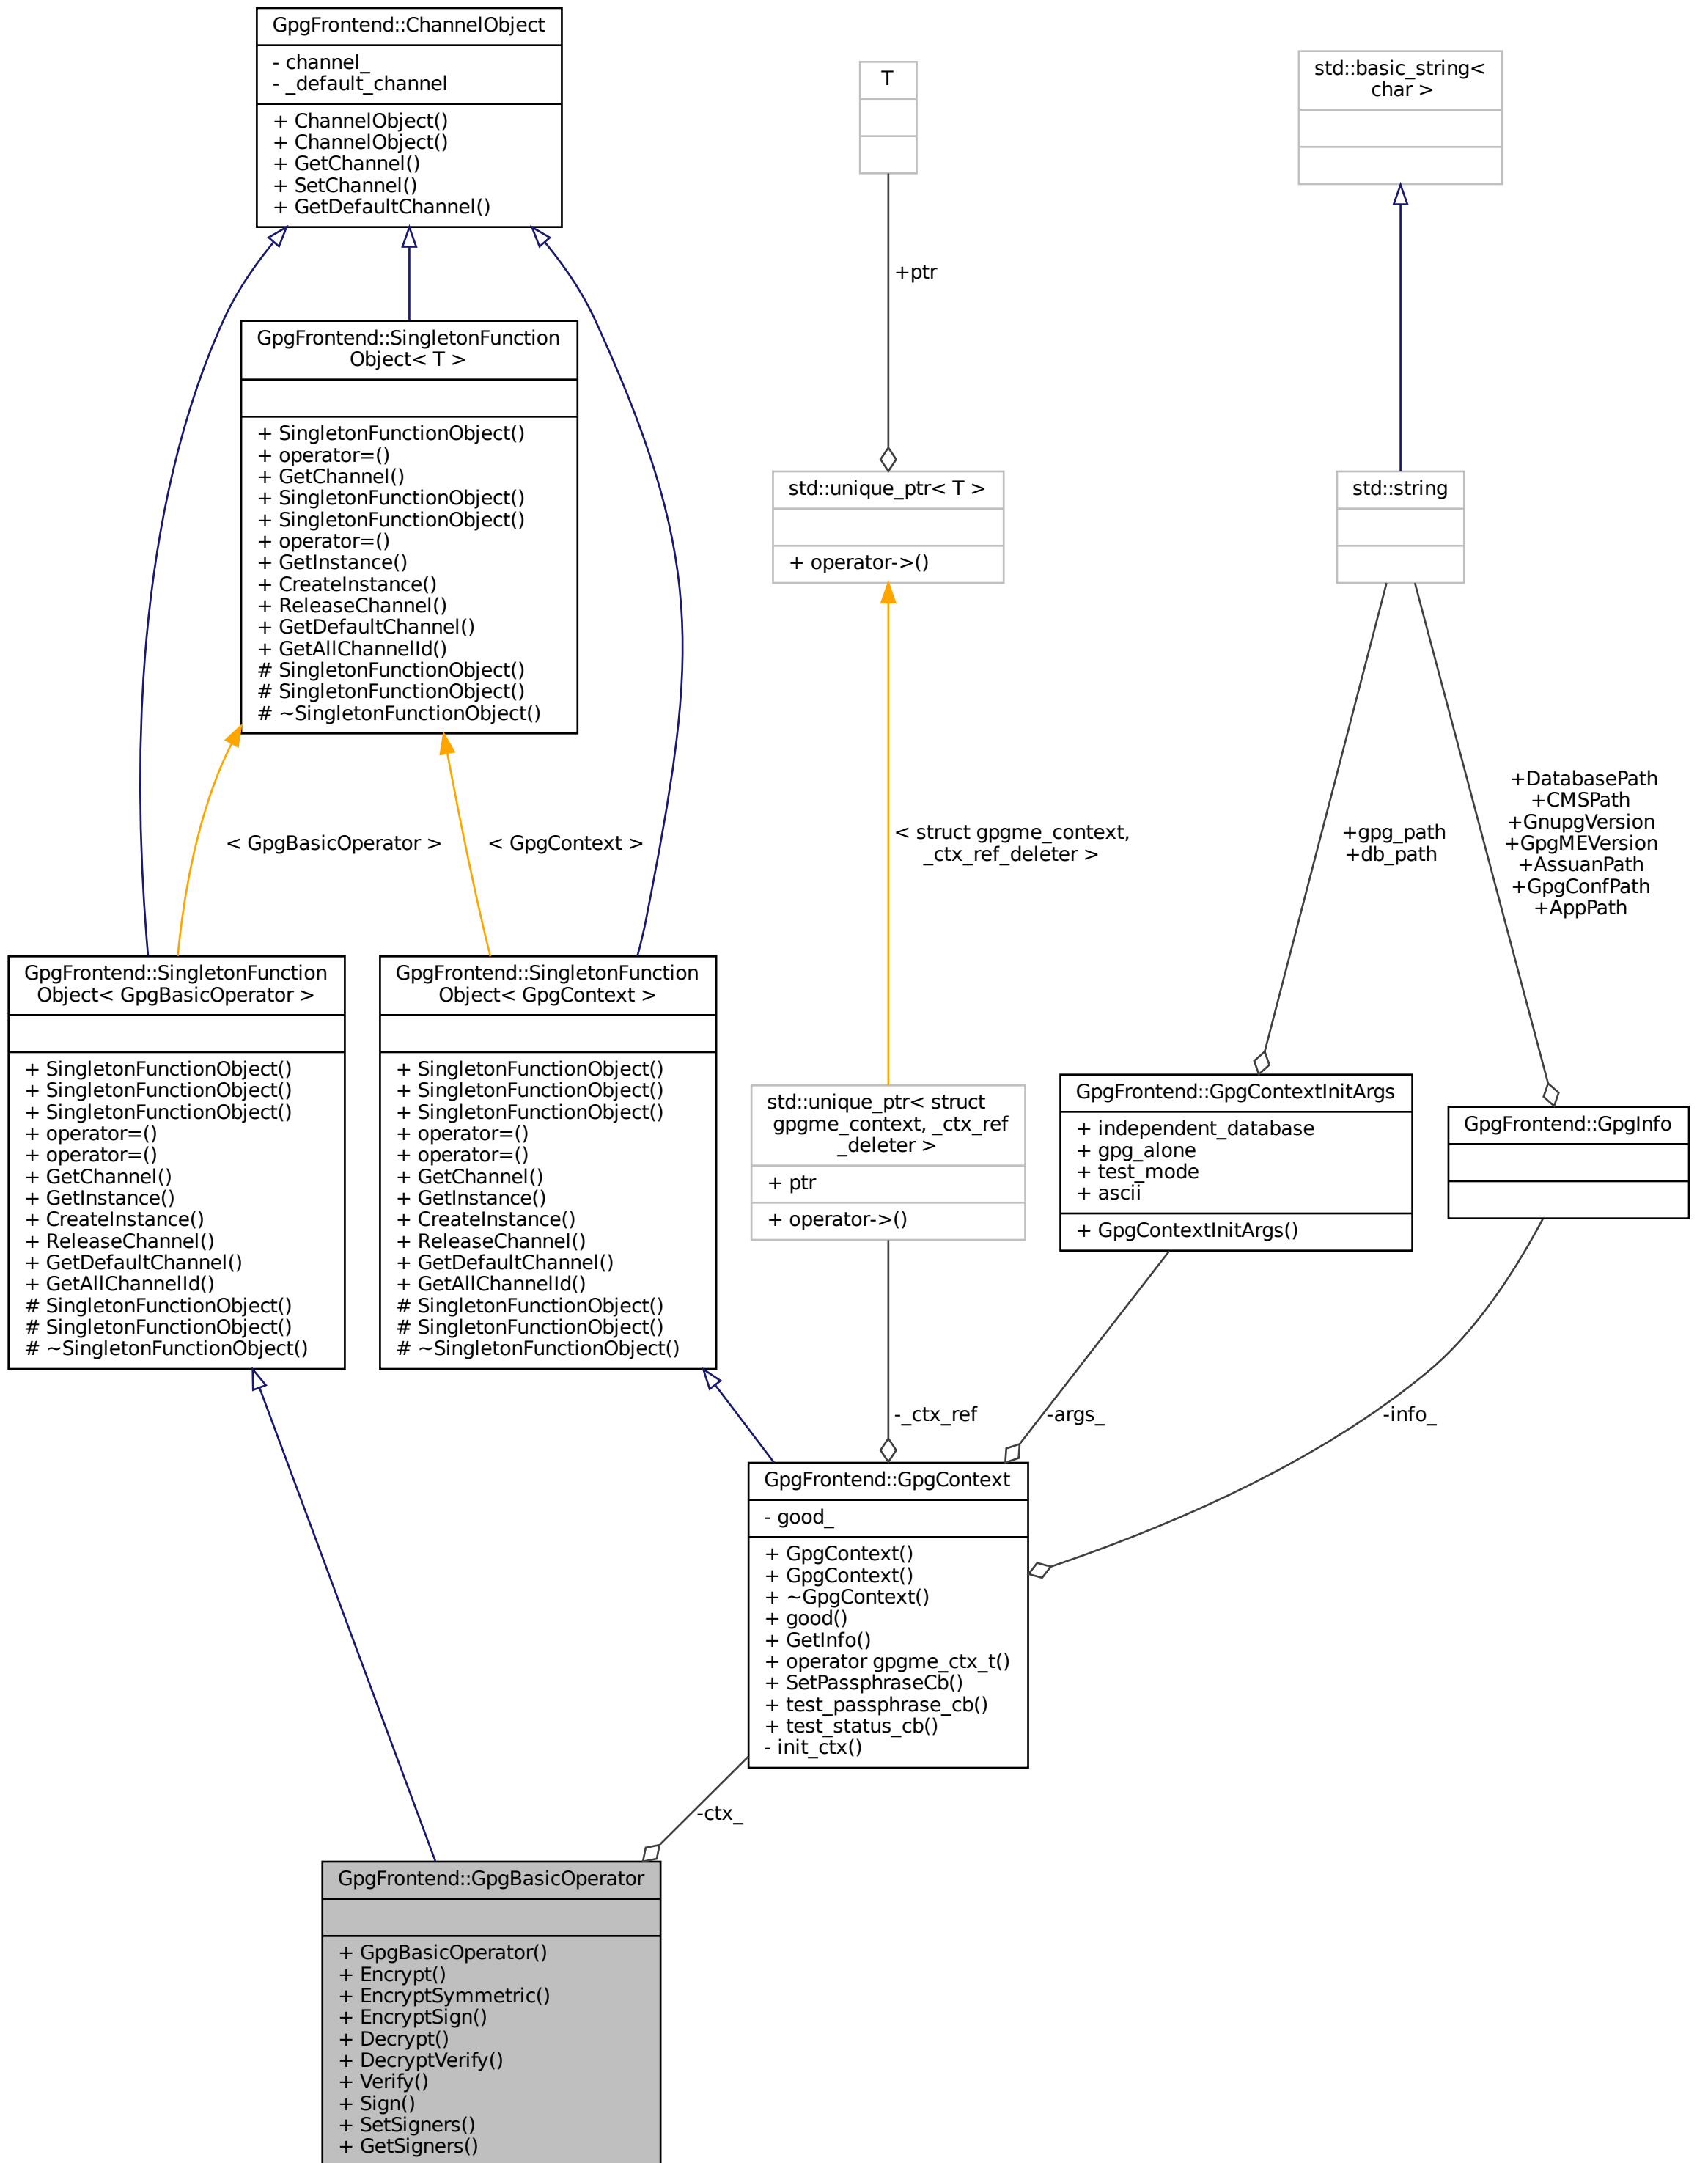 GpgFrontend::ChannelObject
- channel_
- _default_channel
+ ChannelObject()
+ ChannelObject()
+ GetChannel()
+ SetChannel()
+ GetDefaultChannel()
T
std::basic_string<
char >
+ptr
GpgFrontend::SingletonFunction
Object< T >
+ SingletonFunctionObject()
+ operator=()
+ GetChannel()
+ SingletonFunctionObject()
+ SingletonFunctionObject()
+ operator=()
+ GetInstance()
+ CreateInstance()
+ ReleaseChannel()
+ GetDefaultChannel()
+ GetAllChannelId()
# SingletonFunctionObject()
# SingletonFunctionObject()
# ~SingletonFunctionObject()
std::unique_ptr< T >
+ operator->()
std::string
< GpgBasicOperator >
< GpgContext >
< struct gpgme_context,
_ctx_ref_deleter >
+gpg_path
+db_path
+DatabasePath
+CMSPath
+GnupgVersion
+GpgMEVersion
+AssuanPath
+GpgConfPath
+AppPath
GpgFrontend::SingletonFunction
Object< GpgBasicOperator >
+ SingletonFunctionObject()
+ SingletonFunctionObject()
+ SingletonFunctionObject()
+ operator=()
+ operator=()
+ GetChannel()
+ GetInstance()
+ CreateInstance()
+ ReleaseChannel()
+ GetDefaultChannel()
+ GetAllChannelId()
# SingletonFunctionObject()
# SingletonFunctionObject()
# ~SingletonFunctionObject()
GpgFrontend::SingletonFunction
Object< GpgContext >
+ SingletonFunctionObject()
+ SingletonFunctionObject()
+ SingletonFunctionObject()
+ operator=()
+ operator=()
+ GetChannel()
+ GetInstance()
+ CreateInstance()
+ ReleaseChannel()
+ GetDefaultChannel()
+ GetAllChannelId()
# SingletonFunctionObject()
# SingletonFunctionObject()
# ~SingletonFunctionObject()
std::unique_ptr< struct
gpgme_context, _ctx_ref
_deleter >
+ ptr
+ operator->()
GpgFrontend::GpgContextInitArgs
+ independent_database
+ gpg_alone
+ test_mode
+ ascii
+ GpgContextInitArgs()
GpgFrontend::GpgInfo
-_ctx_ref
-args_
-info_
GpgFrontend::GpgContext
- good_
+ GpgContext()
+ GpgContext()
+ ~GpgContext()
+ good()
+ GetInfo()
+ operator gpgme_ctx_t()
+ SetPassphraseCb()
+ test_passphrase_cb()
+ test_status_cb()
- init_ctx()
-ctx_
GpgFrontend::GpgBasicOperator
+ GpgBasicOperator()
+ Encrypt()
+ EncryptSymmetric()
+ EncryptSign()
+ Decrypt()
+ DecryptVerify()
+ Verify()
+ Sign()
+ SetSigners()
+ GetSigners()